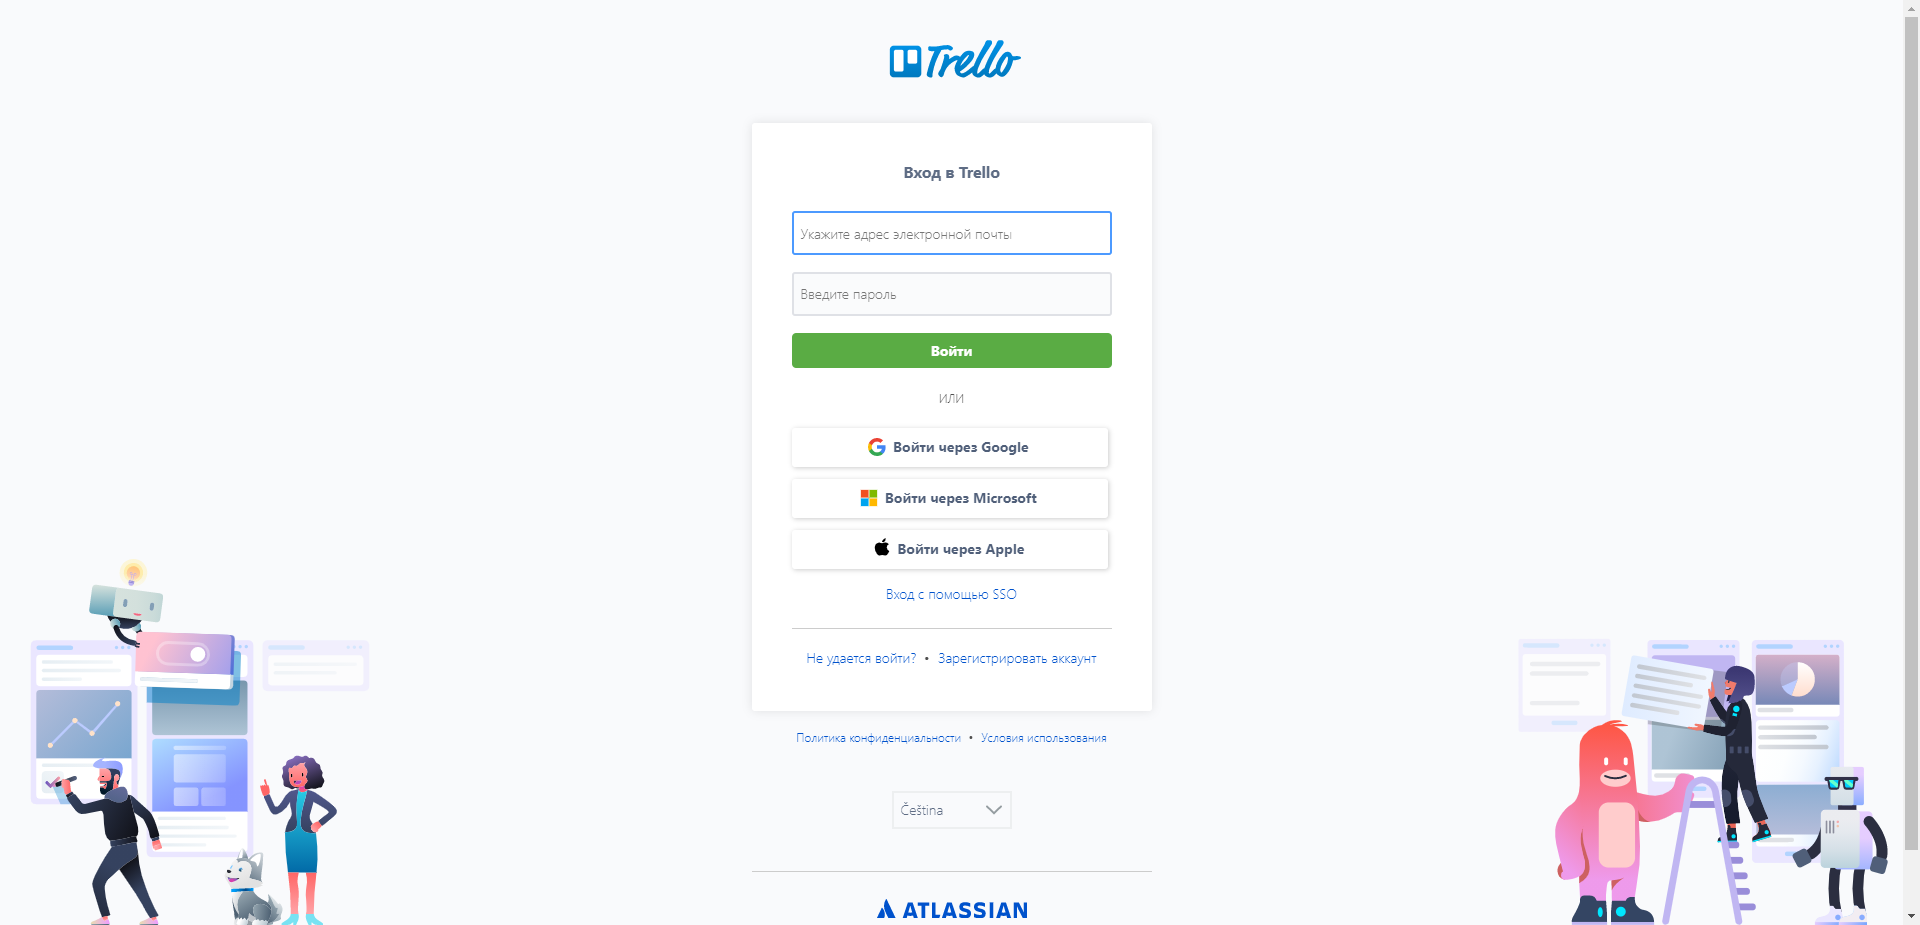 Trello
Вход в Trello
Укажите адрес электронной почты
Введите пароль
Войти
ИЛИ
Войти через Google
Войти через Microsoft
Войти через Apple
Вход с помощью SSO
Не удается войти? • Зарегистрировать аккаунт
Политика конфиденциальности • Условия использования
Čeština
ATLASSIAN